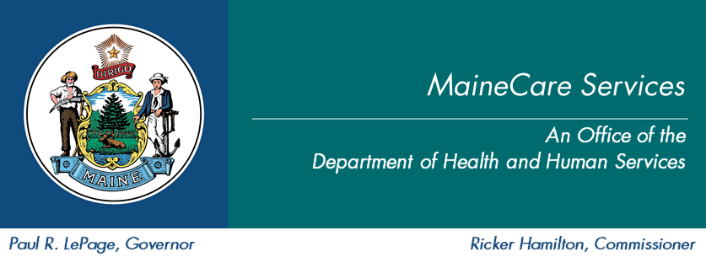 DIRIGO
MAINE
MaineCare Services
An Office of the
Department of Health and Human Services
Paul R. LePage, Governor
Ricker Hamilton, Commissioner